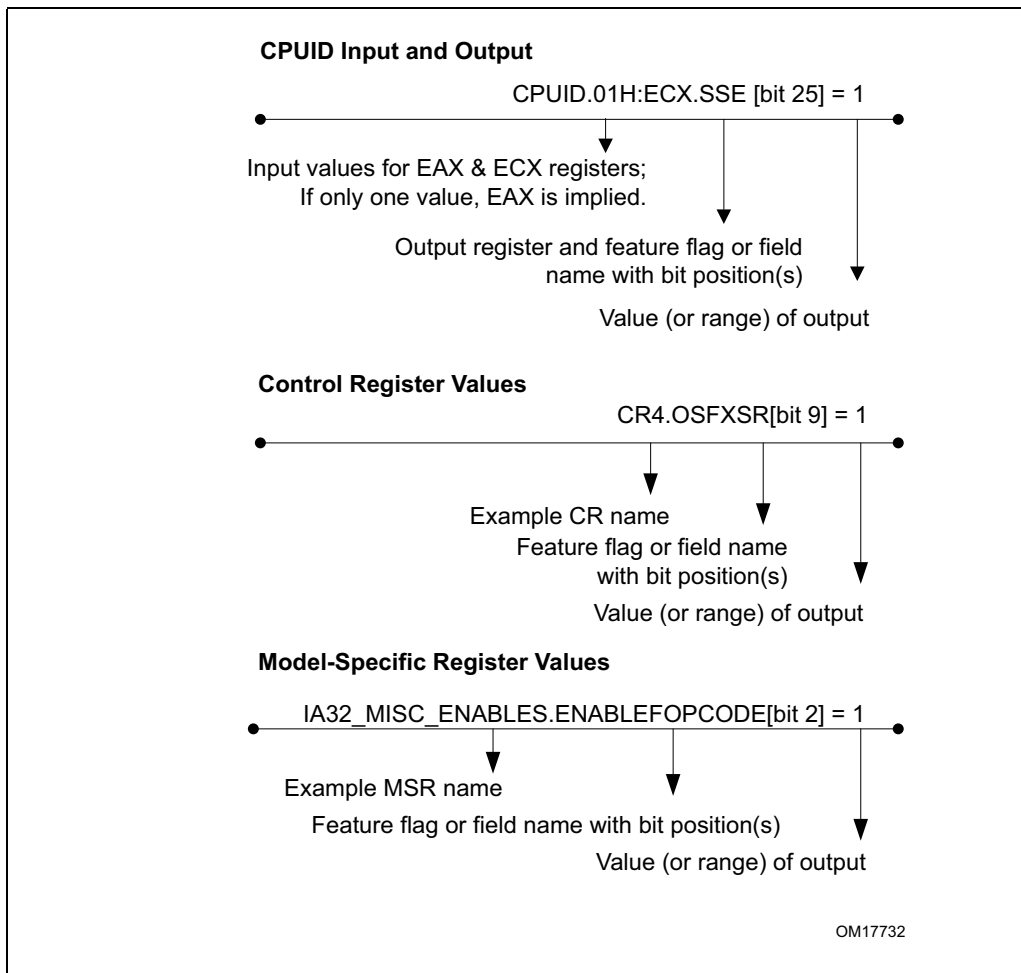 CPUID Input and Output
CPUID.01H:ECX.SSE [bit 25] = 1
Input values for EAX & ECX registers;
If only one value, EAX is implied.
Output register and feature flag or field
name with bit position(s)
Value (or range) of output
Control Register Values
CR4.OSFXSR[bit 9] = 1
Example CR name
Feature flag or field name
with bit position(s)
Value (or range) of output
Model-Specific Register Values
IA32_MISC_ENABLES.ENABLEFOPCODE[bit 2] = 1
Example MSR name
Feature flag or field name with bit position(s)
Value (or range) of output
OM17732